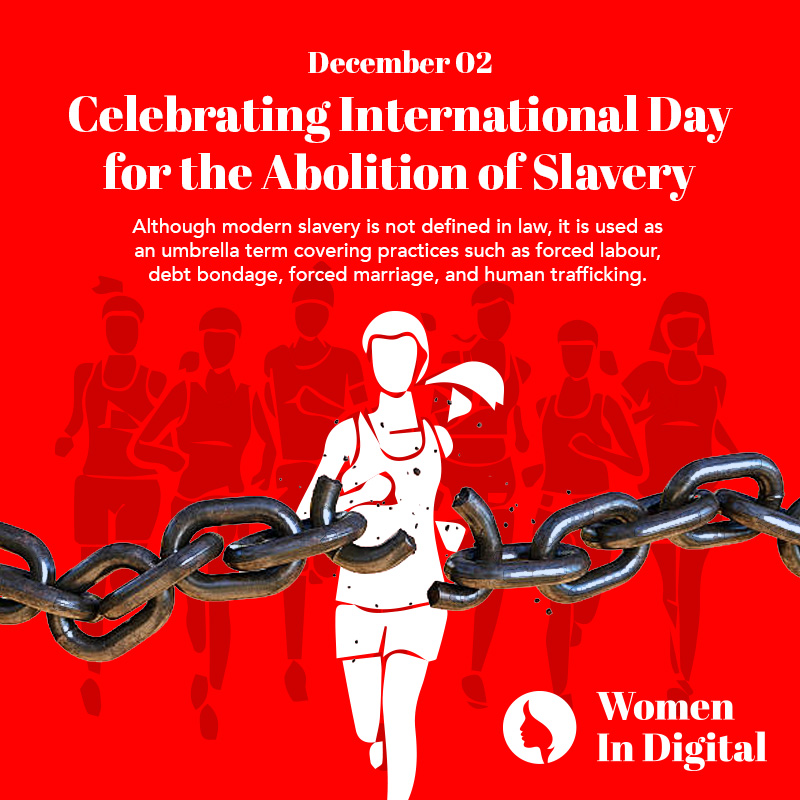 December 02
Celebrating International Day
for the Abolition of Slavery
Although modern slavery is not defined in law, it is used as
an umbrella term covering practices such as forced labour,
debt bondage, forced marriage, and human trafficking.
Women
In Digital